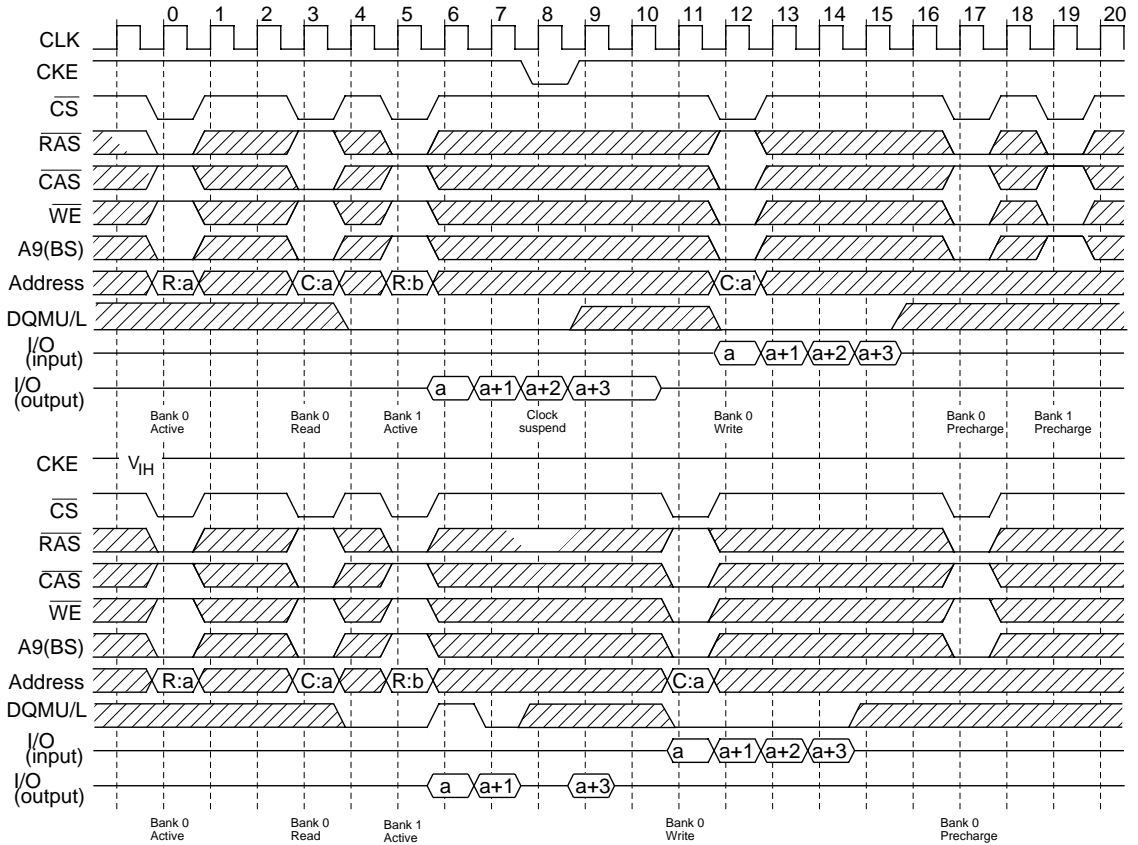 0 1 2 3 4 5 6 7 8 9 10 11 12 13 14 15 16 17 18 19 20
CLK
CKE
CS
RAS
CAS
WE
A9(BS)
Address R:a C:a R:b C:a'
DQMU/L
I/O
(input) a a+1 a+2 a+3
I/O
(output) a a+1 a+2 a+3
Bank 0 Bank 0 Bank 1 Clock Bank 0 Bank 0 Bank 1
Active Read Active suspend Write Precharge Precharge
CKE VIH
CS
RAS
CAS
WE
A9(BS)
Address R:a C:a R:b C:a
DQMU/L
I/O
(input) a a+1 a+2 a+3
I/O
(output) a a+1 a+3
Bank 0 Bank 0 Bank 1 Bank 0 Bank 0
Active Read Active Write Precharge